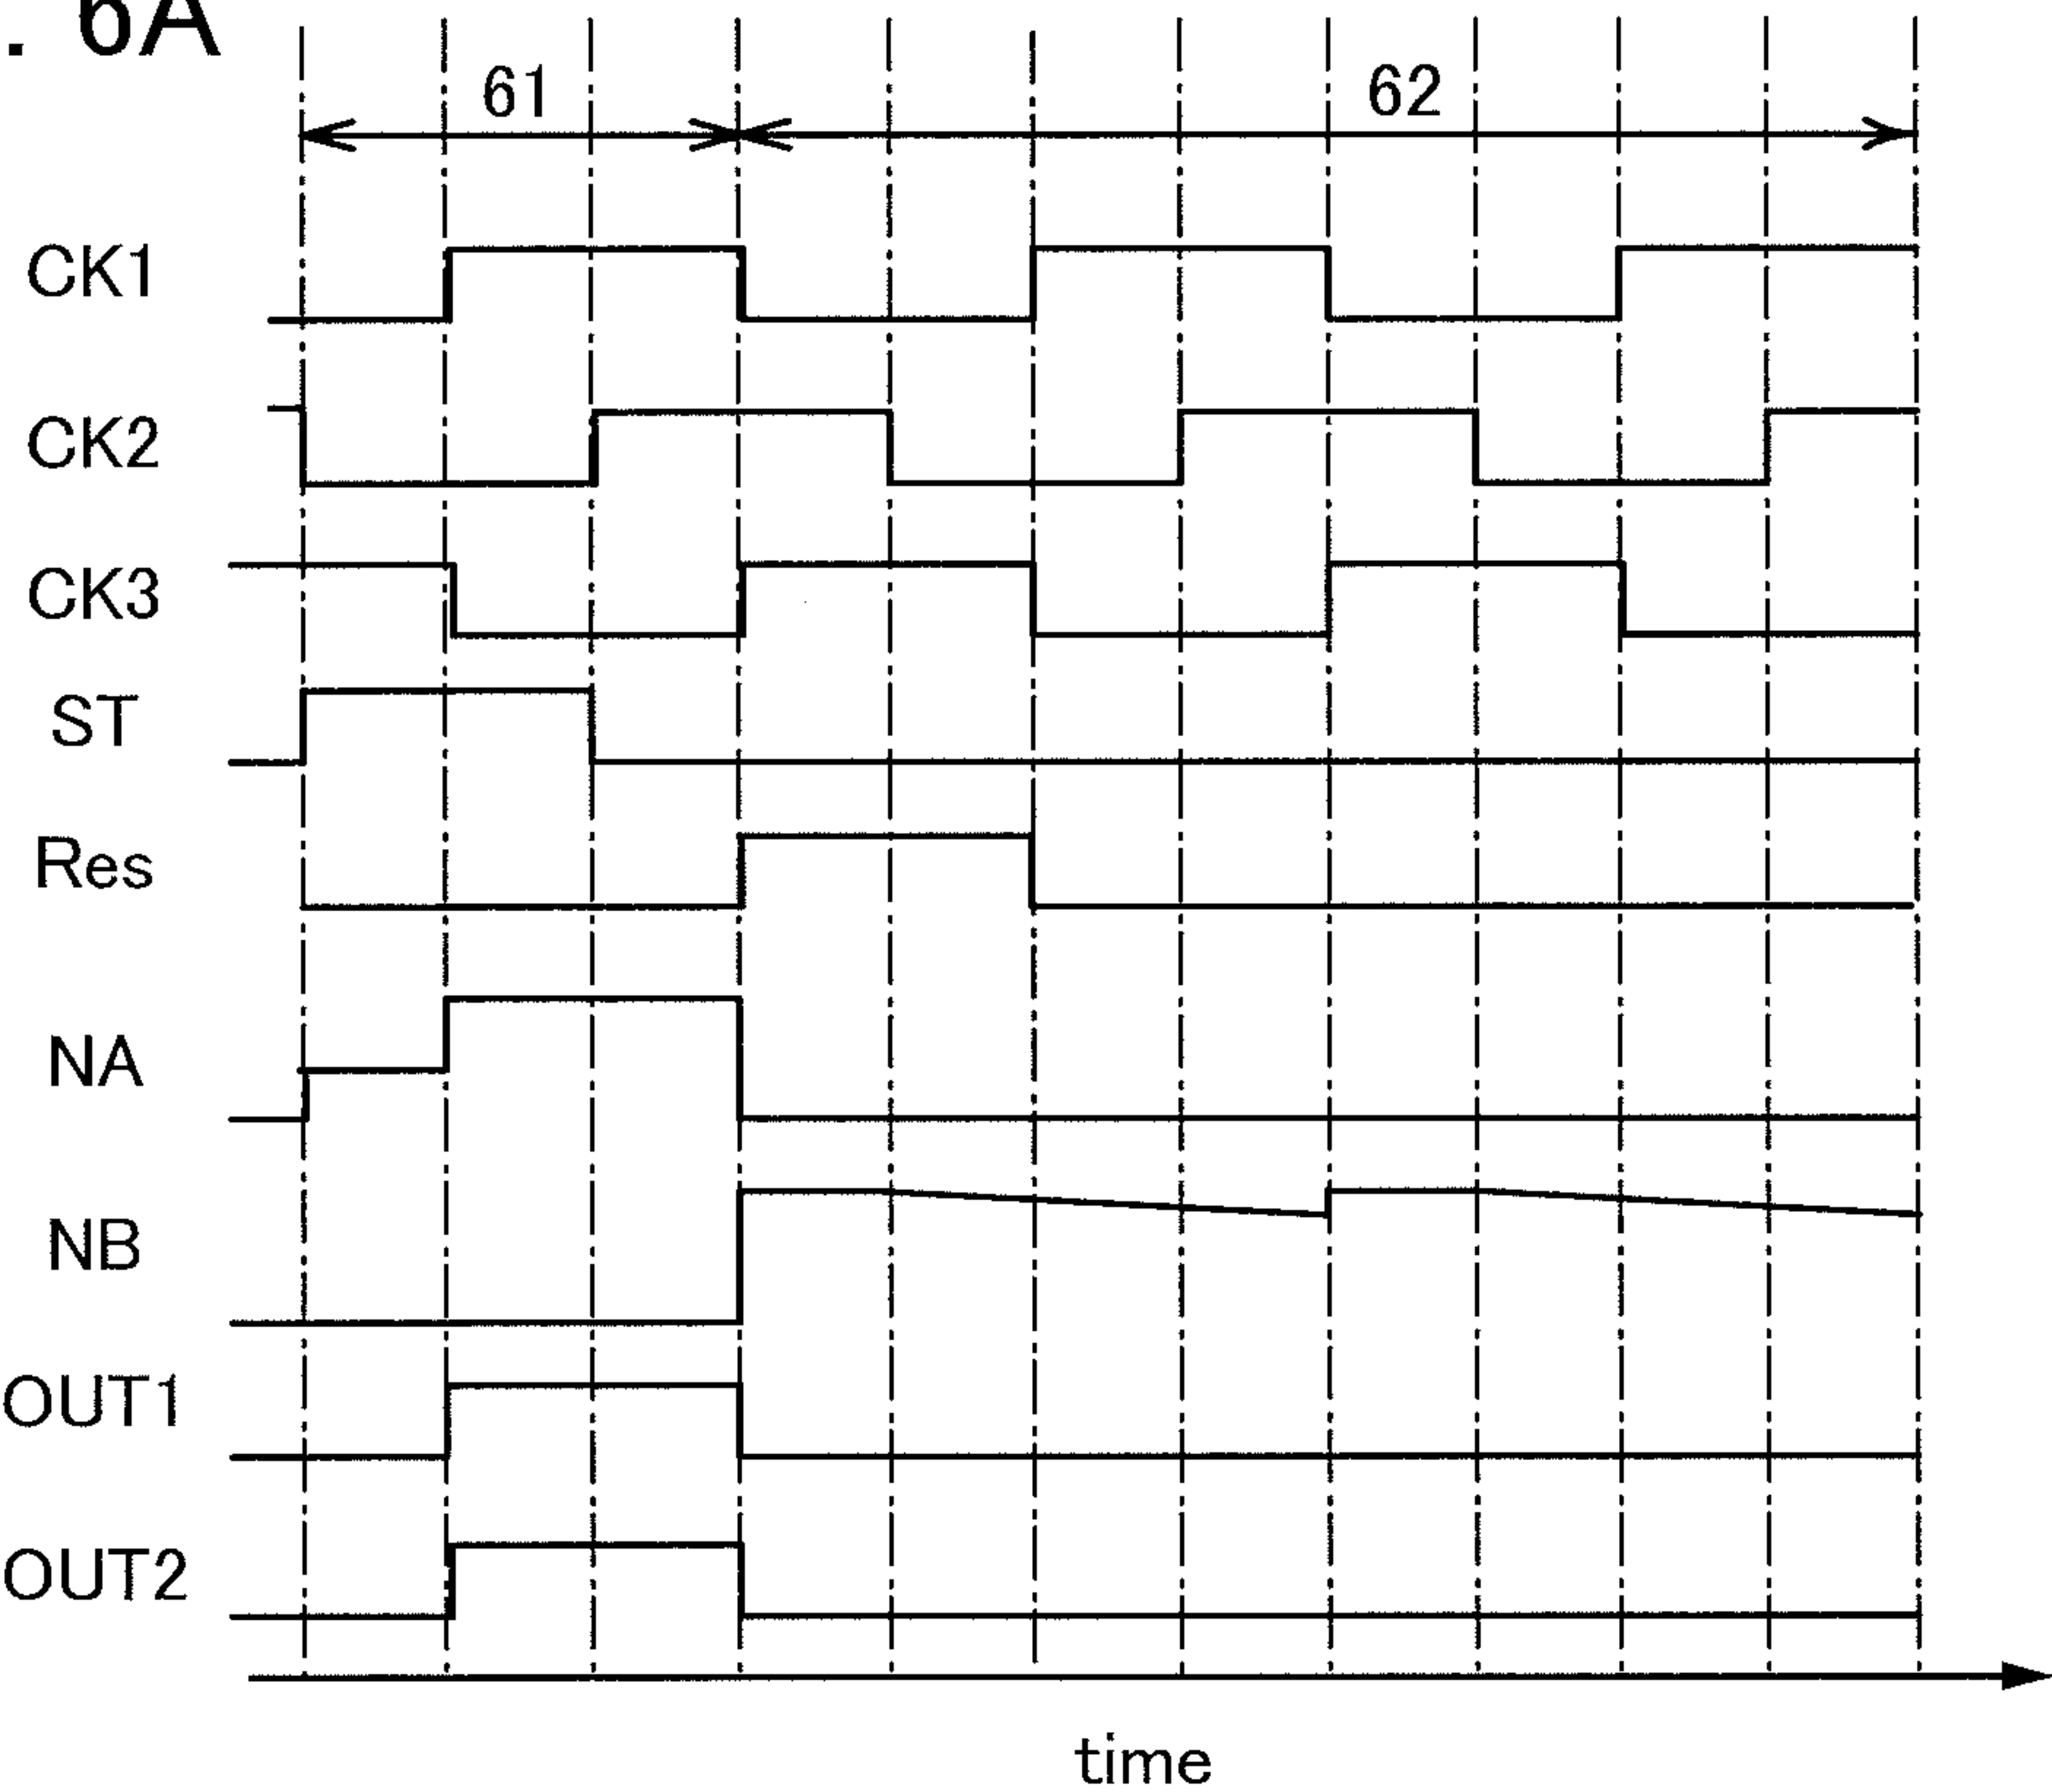 . 6A
61
62
CK1
CK2
CK3
ST
Res
NA
NB
OUT1
OUT2
time